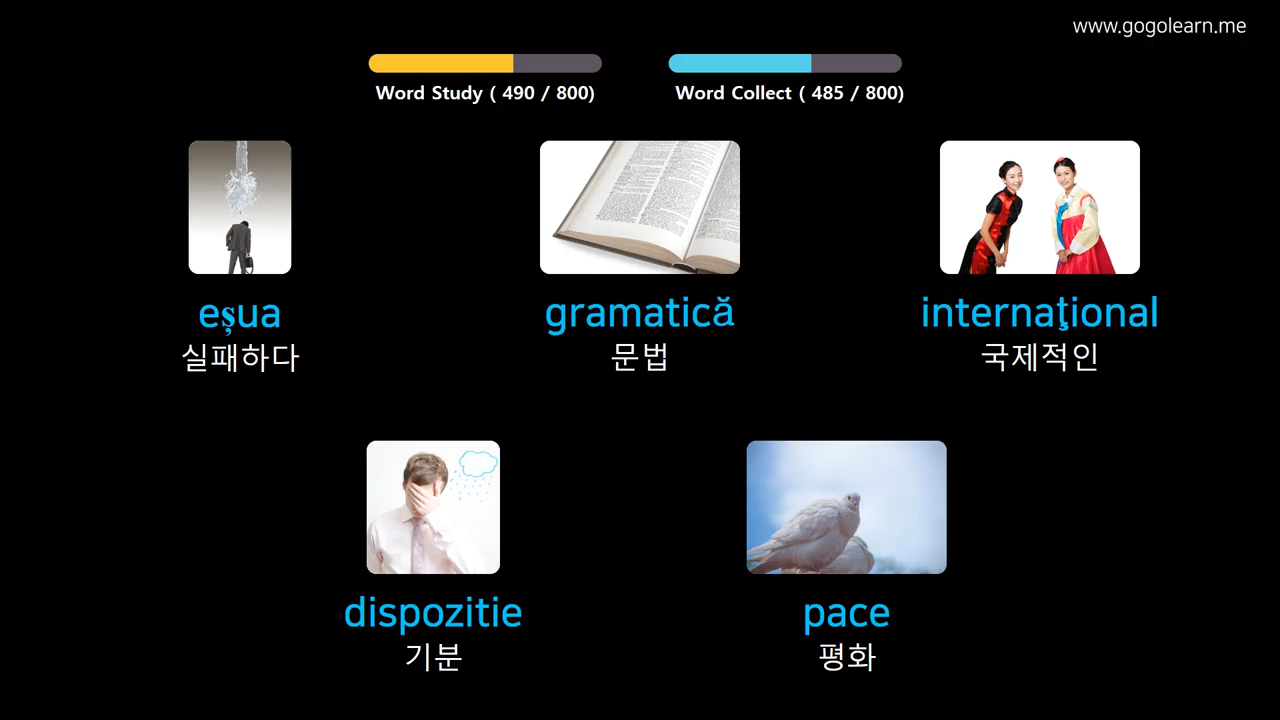 www.gogolearn.me
Word Study ( 490 / 800)
Word Collect ( 485 / 800)
eșua
실패하다
gramatică
문법
internaţional
국제적인
dispozitie
기분
pace
평화